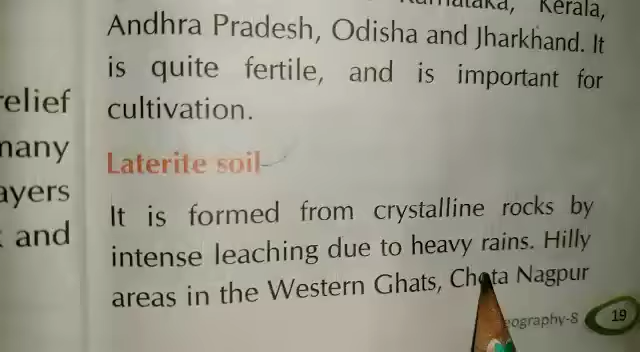 Karnataka, Kerala,
Andhra Pradesh, Odisha and Jharkhand. It
is quite fertile, and is important for
cultivation.
relief
many
ayers
and
Laterite soil
It is formed from crystalline rocks by
intense leaching due to heavy rains. Hilly
areas in the Western Ghats, Chota Nagpur
eography-8 19